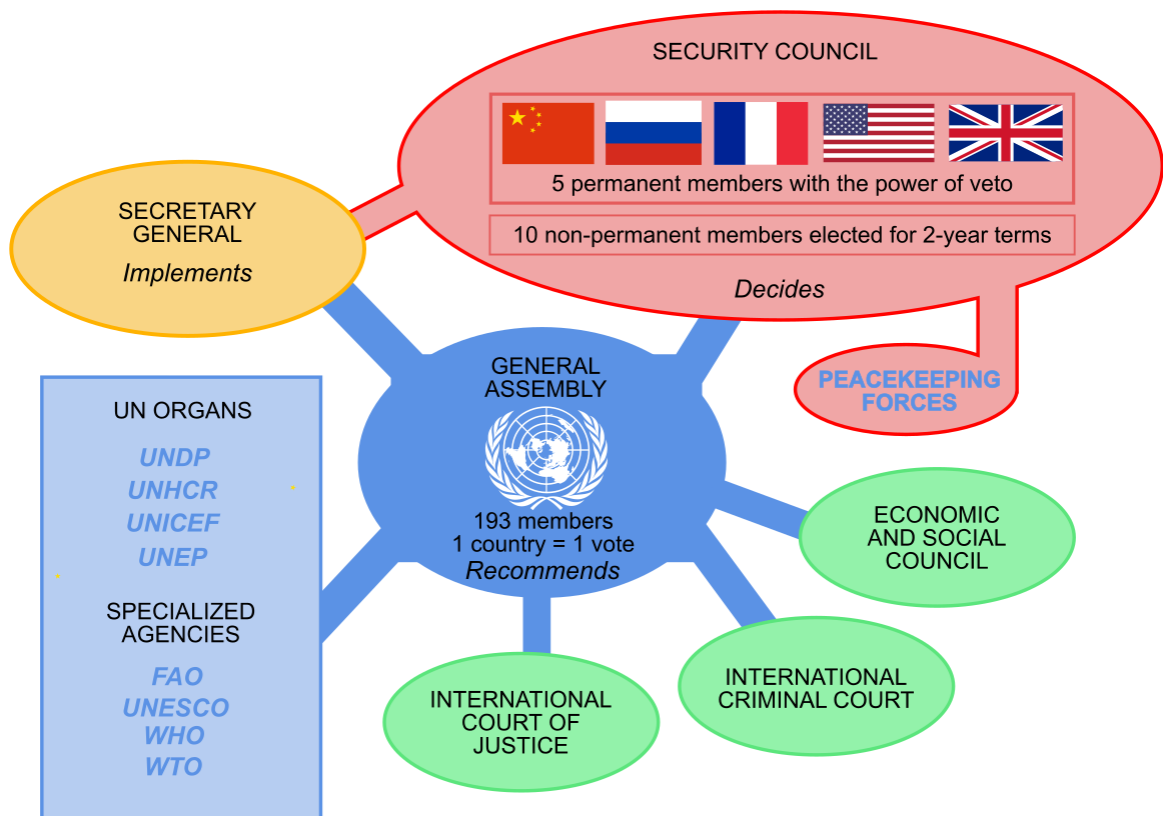 SECURITY COUNCIL
5 permanent members with the power of veto
10 non-permanent members elected for 2-year terms
Decides
SECRETARY
GENERAL
Implements
GENERAL
ASSEMBLY
193 members
1 country = 1 vote
Recommends
PEACEKEEPING
FORCES
UN ORGANS
UNDP
UNHCR
UNICEF
UNEP
SPECIALIZED
AGENCIES
FAO
UNESCO
WHO
WTO
ECONOMIC
AND SOCIAL
COUNCIL
INTERNATIONAL
CRIMINAL COURT
INTERNATIONAL
COURT OF
JUSTICE